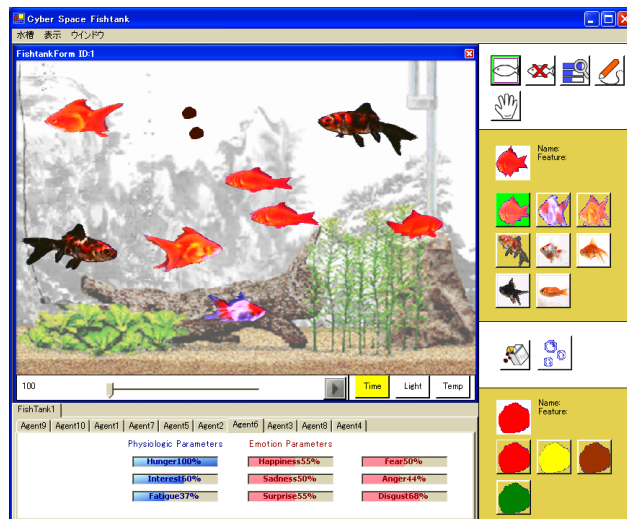 Cyber Space Fishtank
水槽 表示 ウインドウ
FishtankForm ID:1
Name:
Feature:
100
Time Light Temp
FishTank1
Agent9 Agent10 Agent1 Agent7 Agent5 Agent2 Agent6 Agent3 Agent8 Agent4
Physiologic Parameters Emotion Parameters
Hunger100% Happiness55% Fear50%
Interest60% Sadness50% Anger44%
Fatigue37% Surprise55% Disgust68%
Name:
Feature: